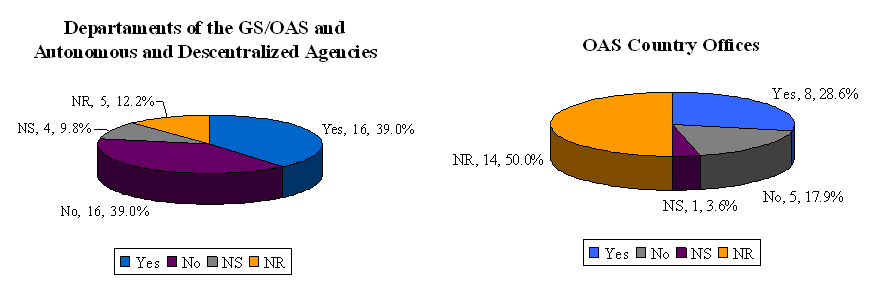 Departaments of the GS/OAS and
Autonomous and Descentralized Agencies
NR, 5, 12.2%
NS, 4, 9.8%
Yes, 16, 39.0%
No, 16, 39.0%
Yes No NS NR
OAS Country Offices
Yes, 8, 28.6%
NR, 14, 50.0%
No, 5, 17.9%
NS, 1, 3.6%
Yes No NS NR